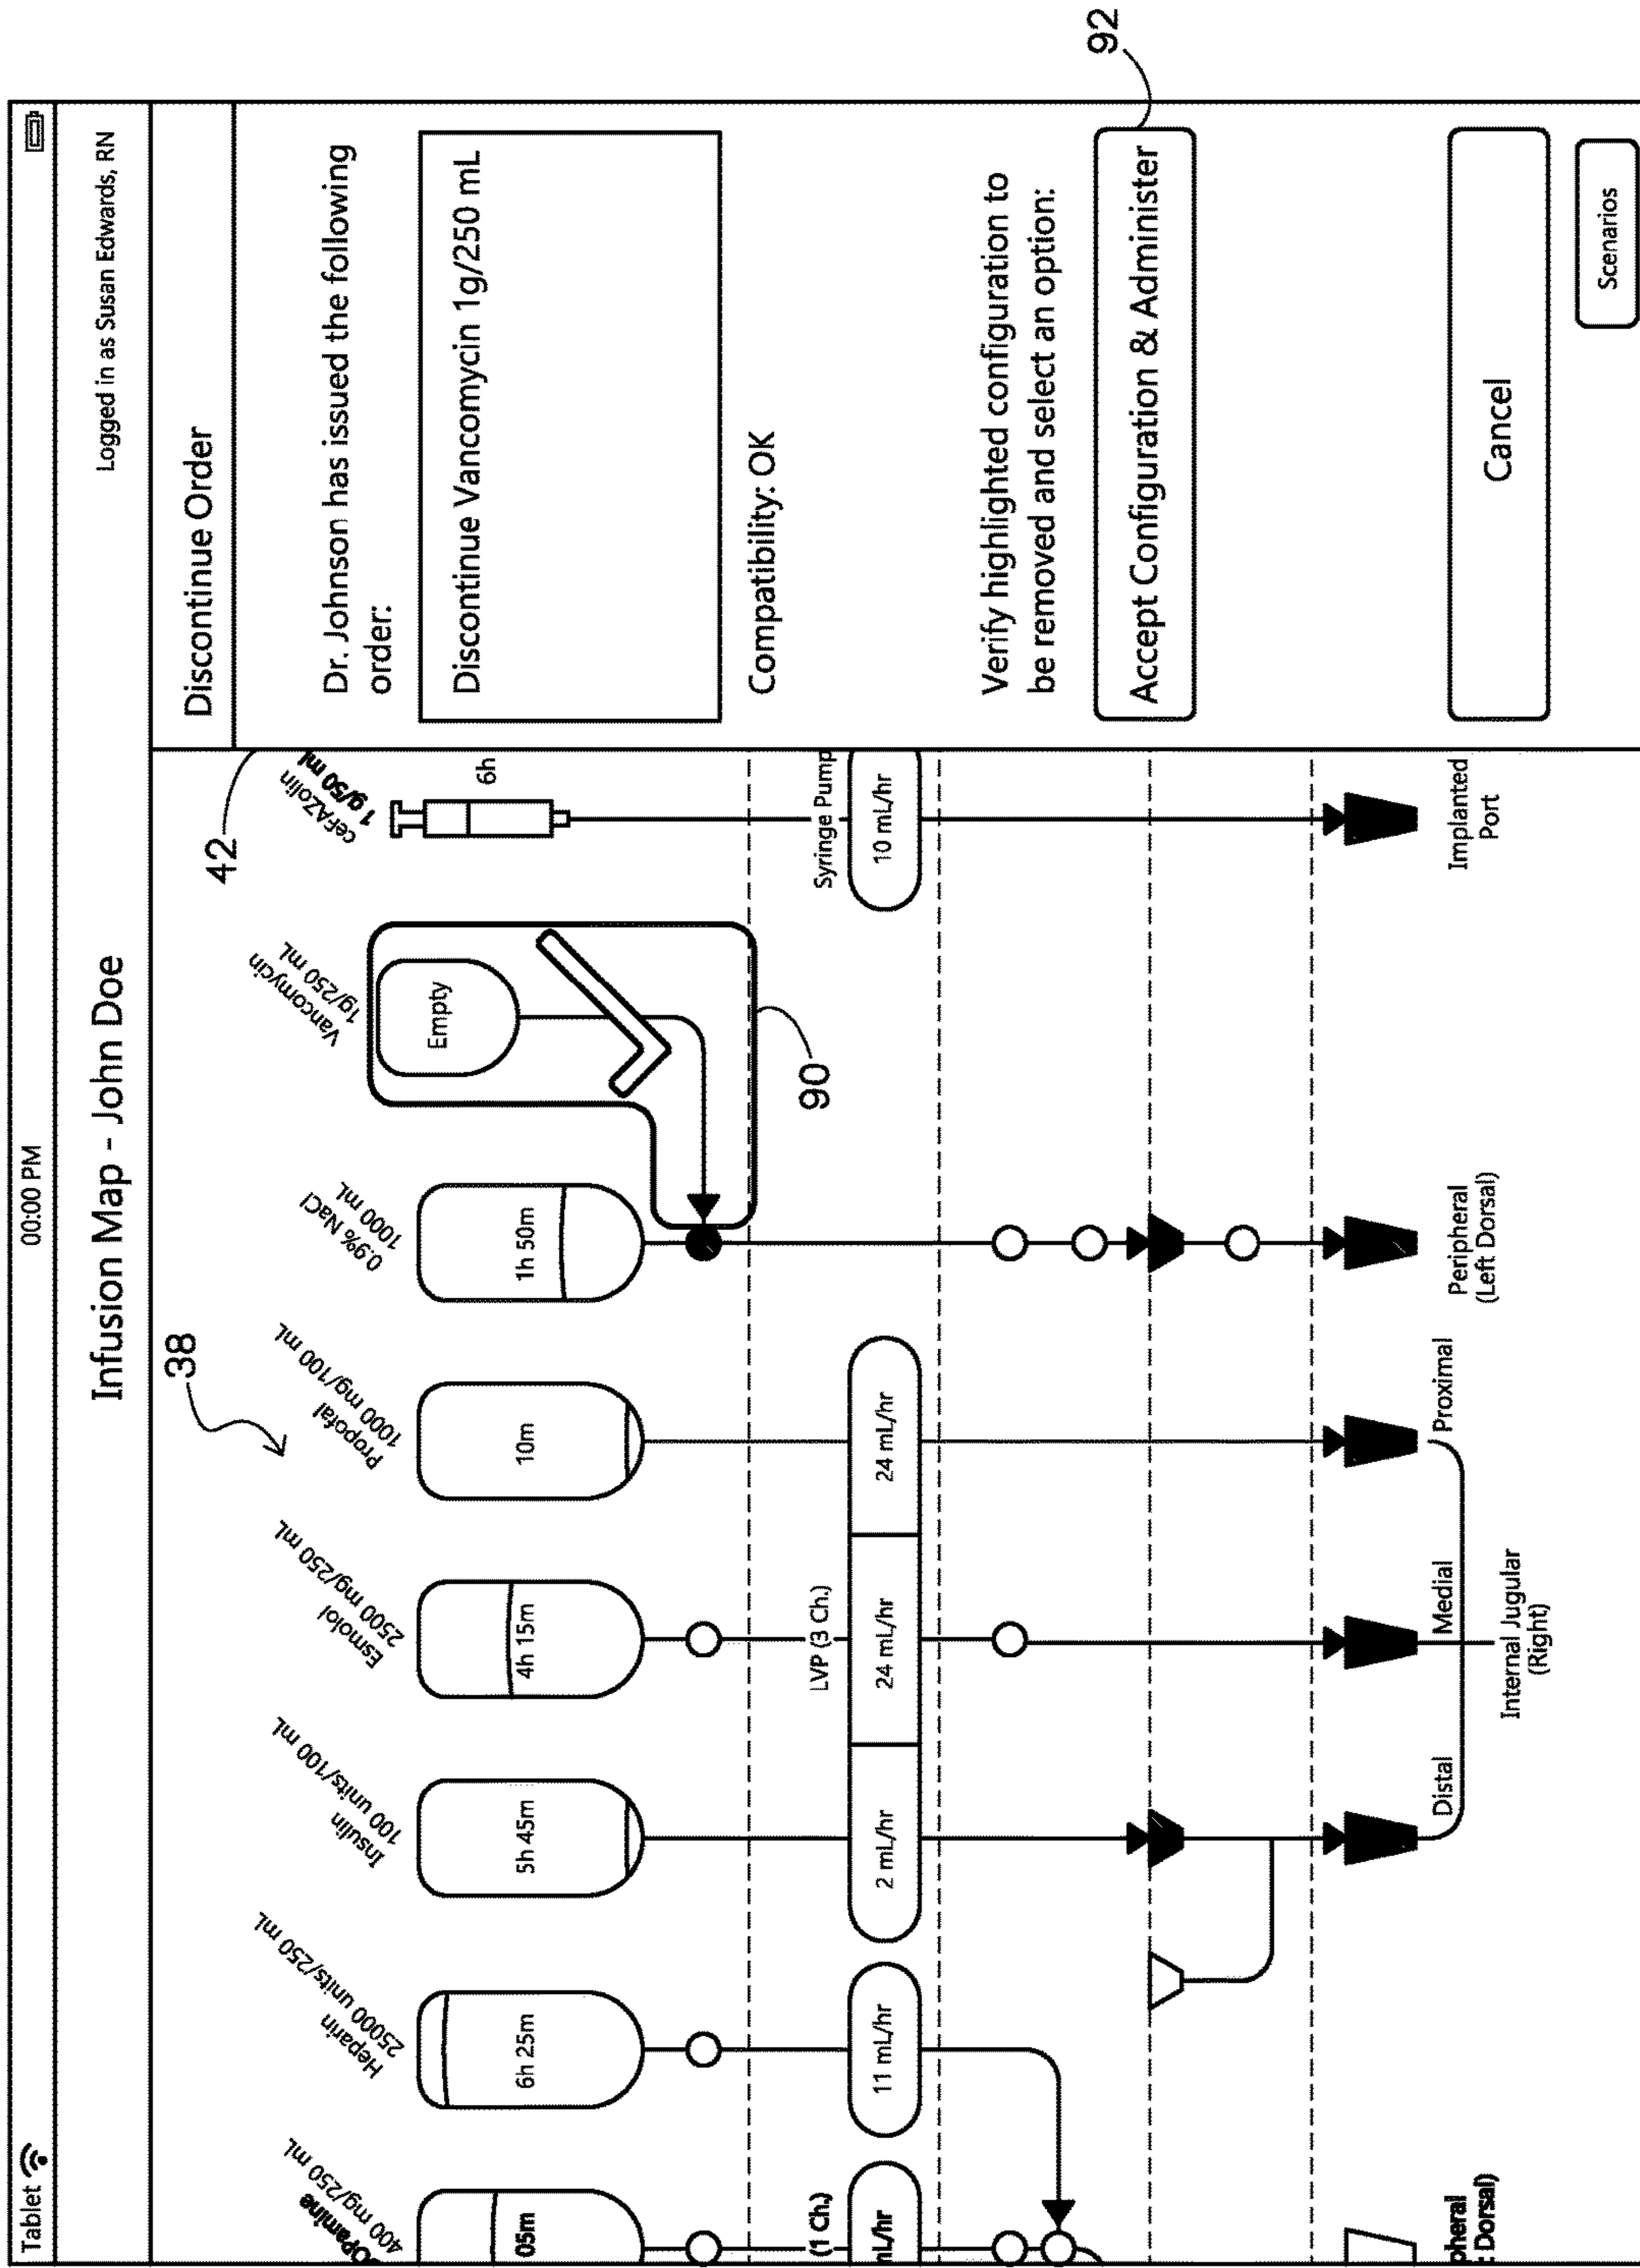 Tablet
00:00 PM
Infusion Map - John Doe
Logged in as Susan Edwards, RN
38
42
OPamine
400 mg/250 mL
Heparin
25000 units/250 mL
Insulin
100 units/100 mL
Esmolol
2500 mg/250 mL
Propofal
1000 mg/100 mL
0.9% NaCl
1000 mL
Vancomycin
1g/250 mL
ceFAZolin
1 g/50 ml
05m
6h 25m
5h 45m
4h 15m
10m
1h 50m
Empty
6h
90
(1 Ch.)
LVP (3 Ch.)
Syringe Pump
mL/hr
11 mL/hr
2 mL/hr
24 mL/hr
24 mL/hr
10 mL/hr
pheral
Dorsal)
Distal
Medial
Proximal
Internal Jugular
(Right)
Peripheral
(Left Dorsal)
Implanted
Port
Discontinue Order
Dr. Johnson has issued the following
order:
Discontinue Vancomycin 1g/250 mL
Compatibility: OK
Verify highlighted configuration to
be removed and select an option:
Accept Configuration & Administer
92
Cancel
Scenarios